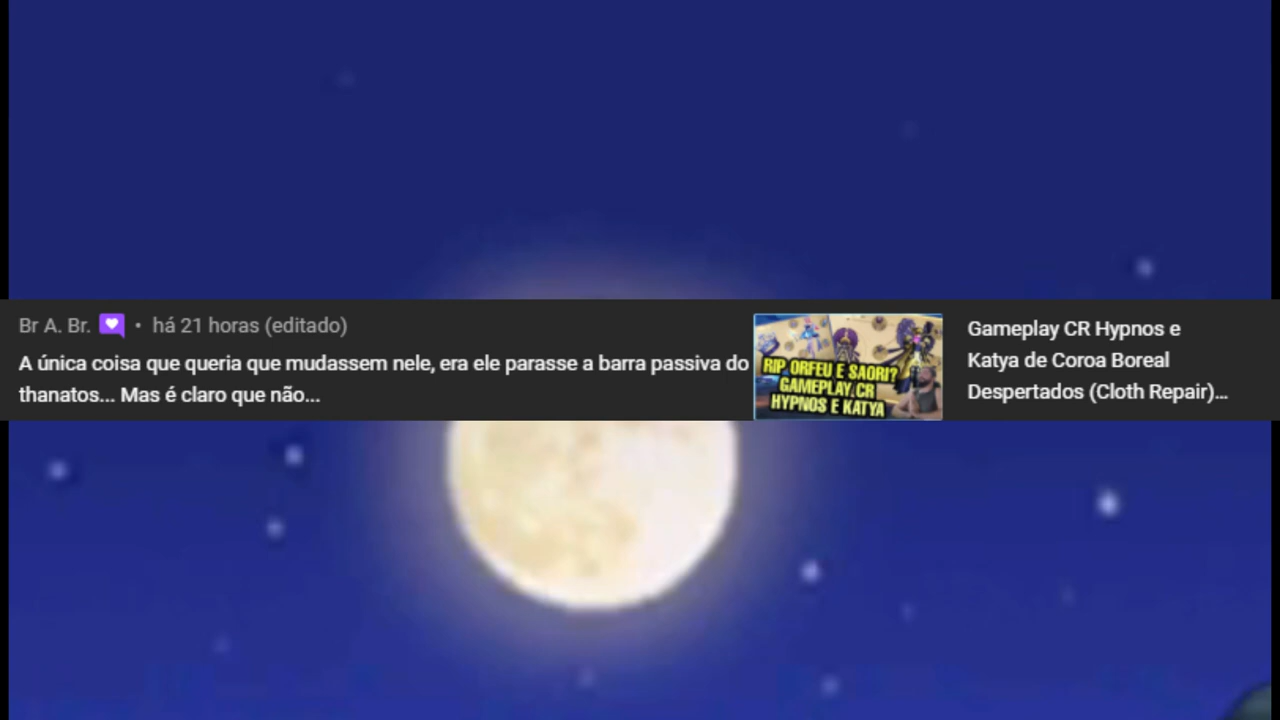 Br A. Br. • há 21 horas (editado)
A única coisa que queria que mudassem nele, era ele parasse a barra passiva do
thanatos... Mas é claro que não...
RIP ORFEU E SAORI?
GAMEPLAY CR
HYPNOS E KATYA
Gameplay CR Hypnos e
Katya de Coroa Boreal
Despertados (Cloth Repair)...